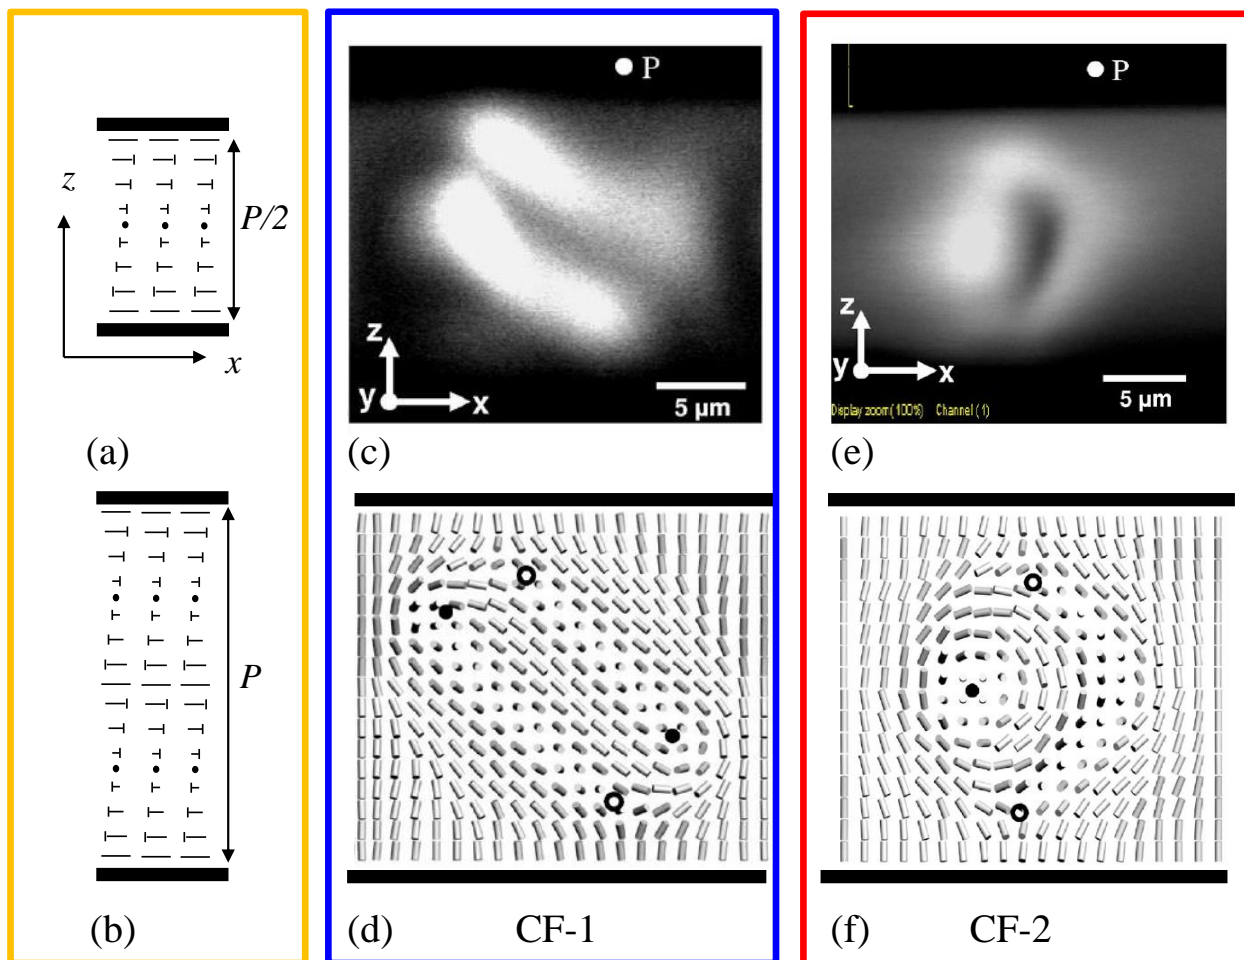 z
P/2
x
(a)
P
(b)
P
z
y
x
5 μm
(c)
(d)
CF-1
P
z
y
x
5 μm
Display zoom( 100%) Channel ( 1)
(e)
(f)
CF-2